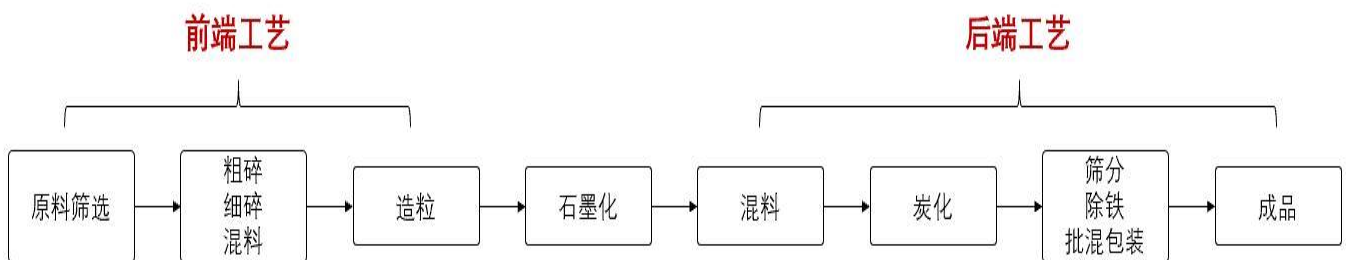 前端工艺
后端工艺
原料筛选
粗碎
细碎
混料
造粒
石墨化
混料
炭化
筛分
除铁
批混包装
成品